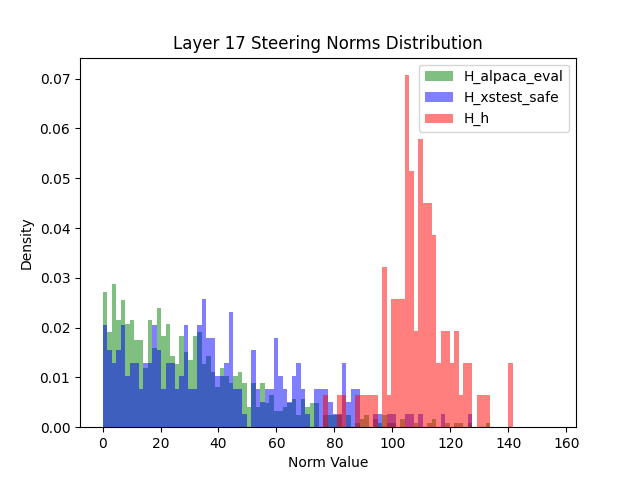 Layer 17 Steering Norms Distribution
H_alpaca_eval
H_xstest_safe
H_h
Density
0.07
0.06
0.05
0.04
0.03
0.02
0.01
0.00
0 20 40 60 80 100 120 140 160
Norm Value